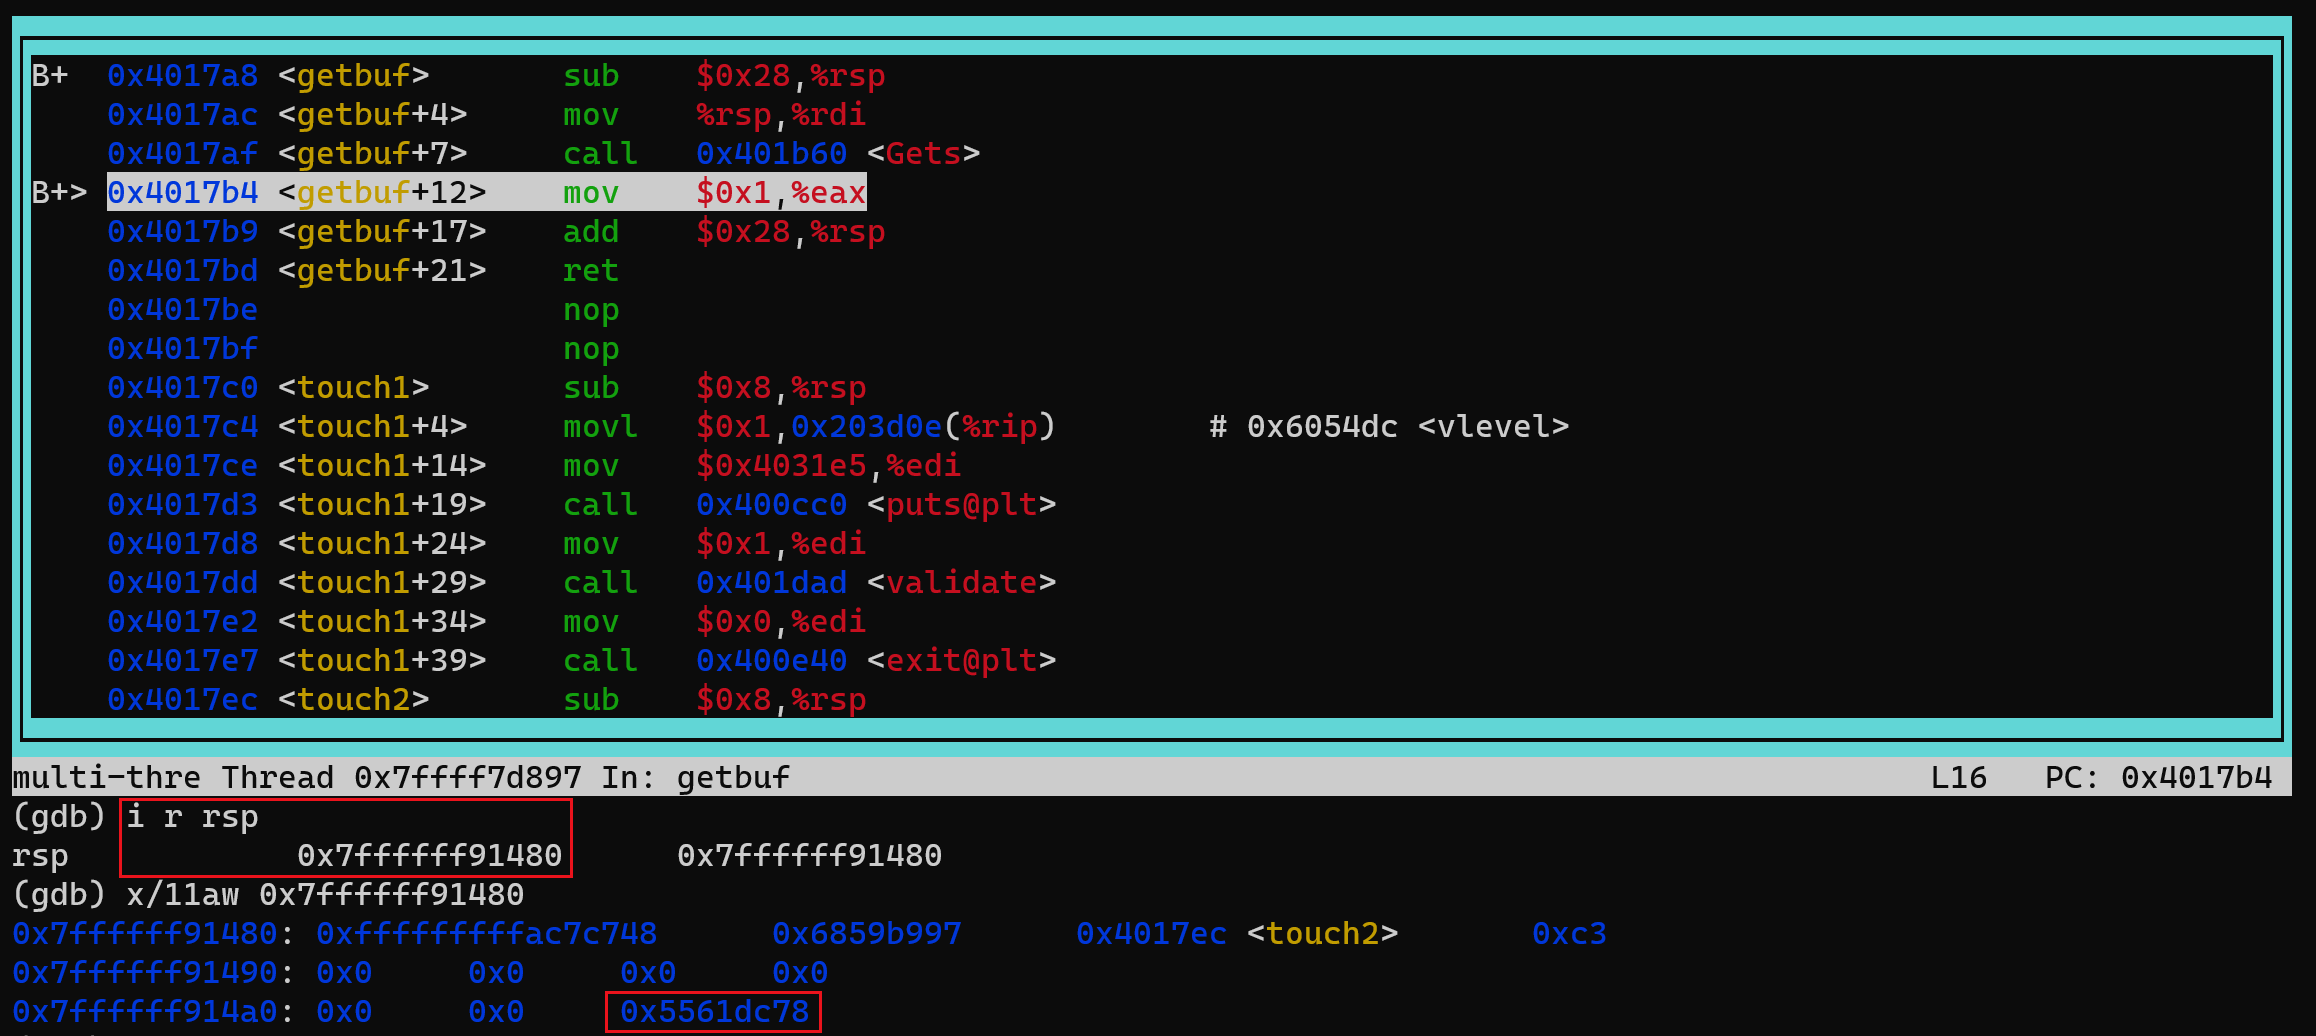 B+ 0x4017a8 <getbuf> sub $0x28,%rsp
0x4017ac <getbuf+4> mov %rsp,%rdi
0x4017af <getbuf+7> call 0x401b60 <Gets>
B+> 0x4017b4 <getbuf+12> mov $0x1,%eax
0x4017b9 <getbuf+17> add $0x28,%rsp
0x4017bd <getbuf+21> ret
0x4017be nop
0x4017bf nop
0x4017c0 <touch1> sub $0x8,%rsp
0x4017c4 <touch1+4> movl $0x1,0x203d0e(%rip) # 0x6054dc <vlevel>
0x4017ce <touch1+14> mov $0x4031e5,%edi
0x4017d3 <touch1+19> call 0x400cc0 <puts@plt>
0x4017d8 <touch1+24> mov $0x1,%edi
0x4017dd <touch1+29> call 0x401dad <validate>
0x4017e2 <touch1+34> mov $0x0,%edi
0x4017e7 <touch1+39> call 0x400e40 <exit@plt>
0x4017ec <touch2> sub $0x8,%rsp
multi-thre Thread 0x7ffff7d897 In: getbuf L16 PC: 0x4017b4
(gdb) i r rsp
rsp 0x7ffffff91480 0x7ffffff91480
(gdb) x/11aw 0x7ffffff91480
0x7ffffff91480: 0xfffffffffac7c748 0x6859b997 0x4017ec <touch2> 0xc3
0x7ffffff91490: 0x0 0x0 0x0 0x0
0x7ffffff914a0: 0x0 0x0 0x5561dc78